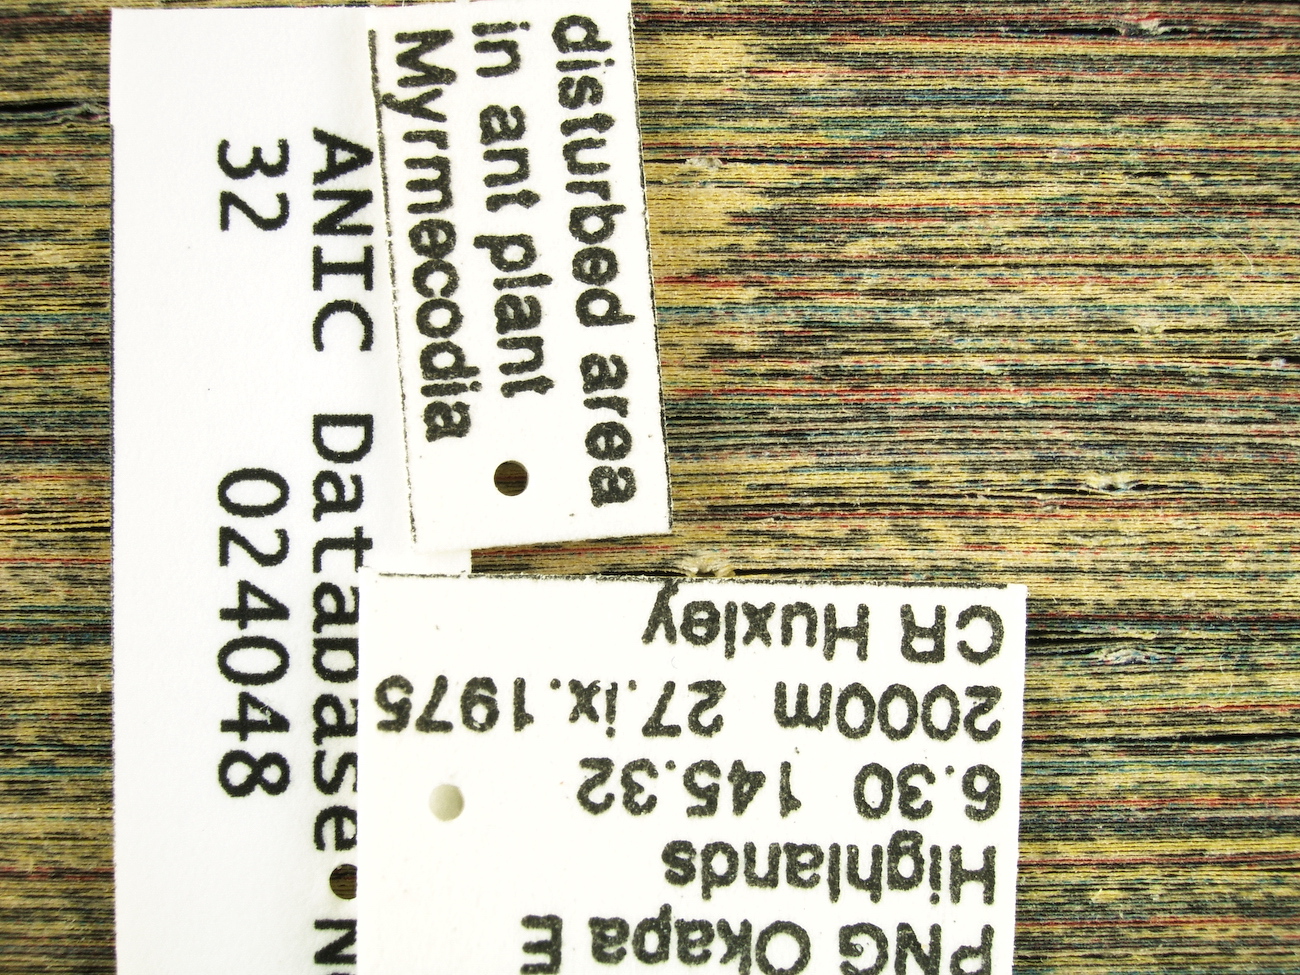 disturbed area
in ant plant
Myrmecodia
ANIC Database N
32 024048
PNG Okapa E
Highlands
6.30 145.32
2000m 27.ix.1975
CR Huxley